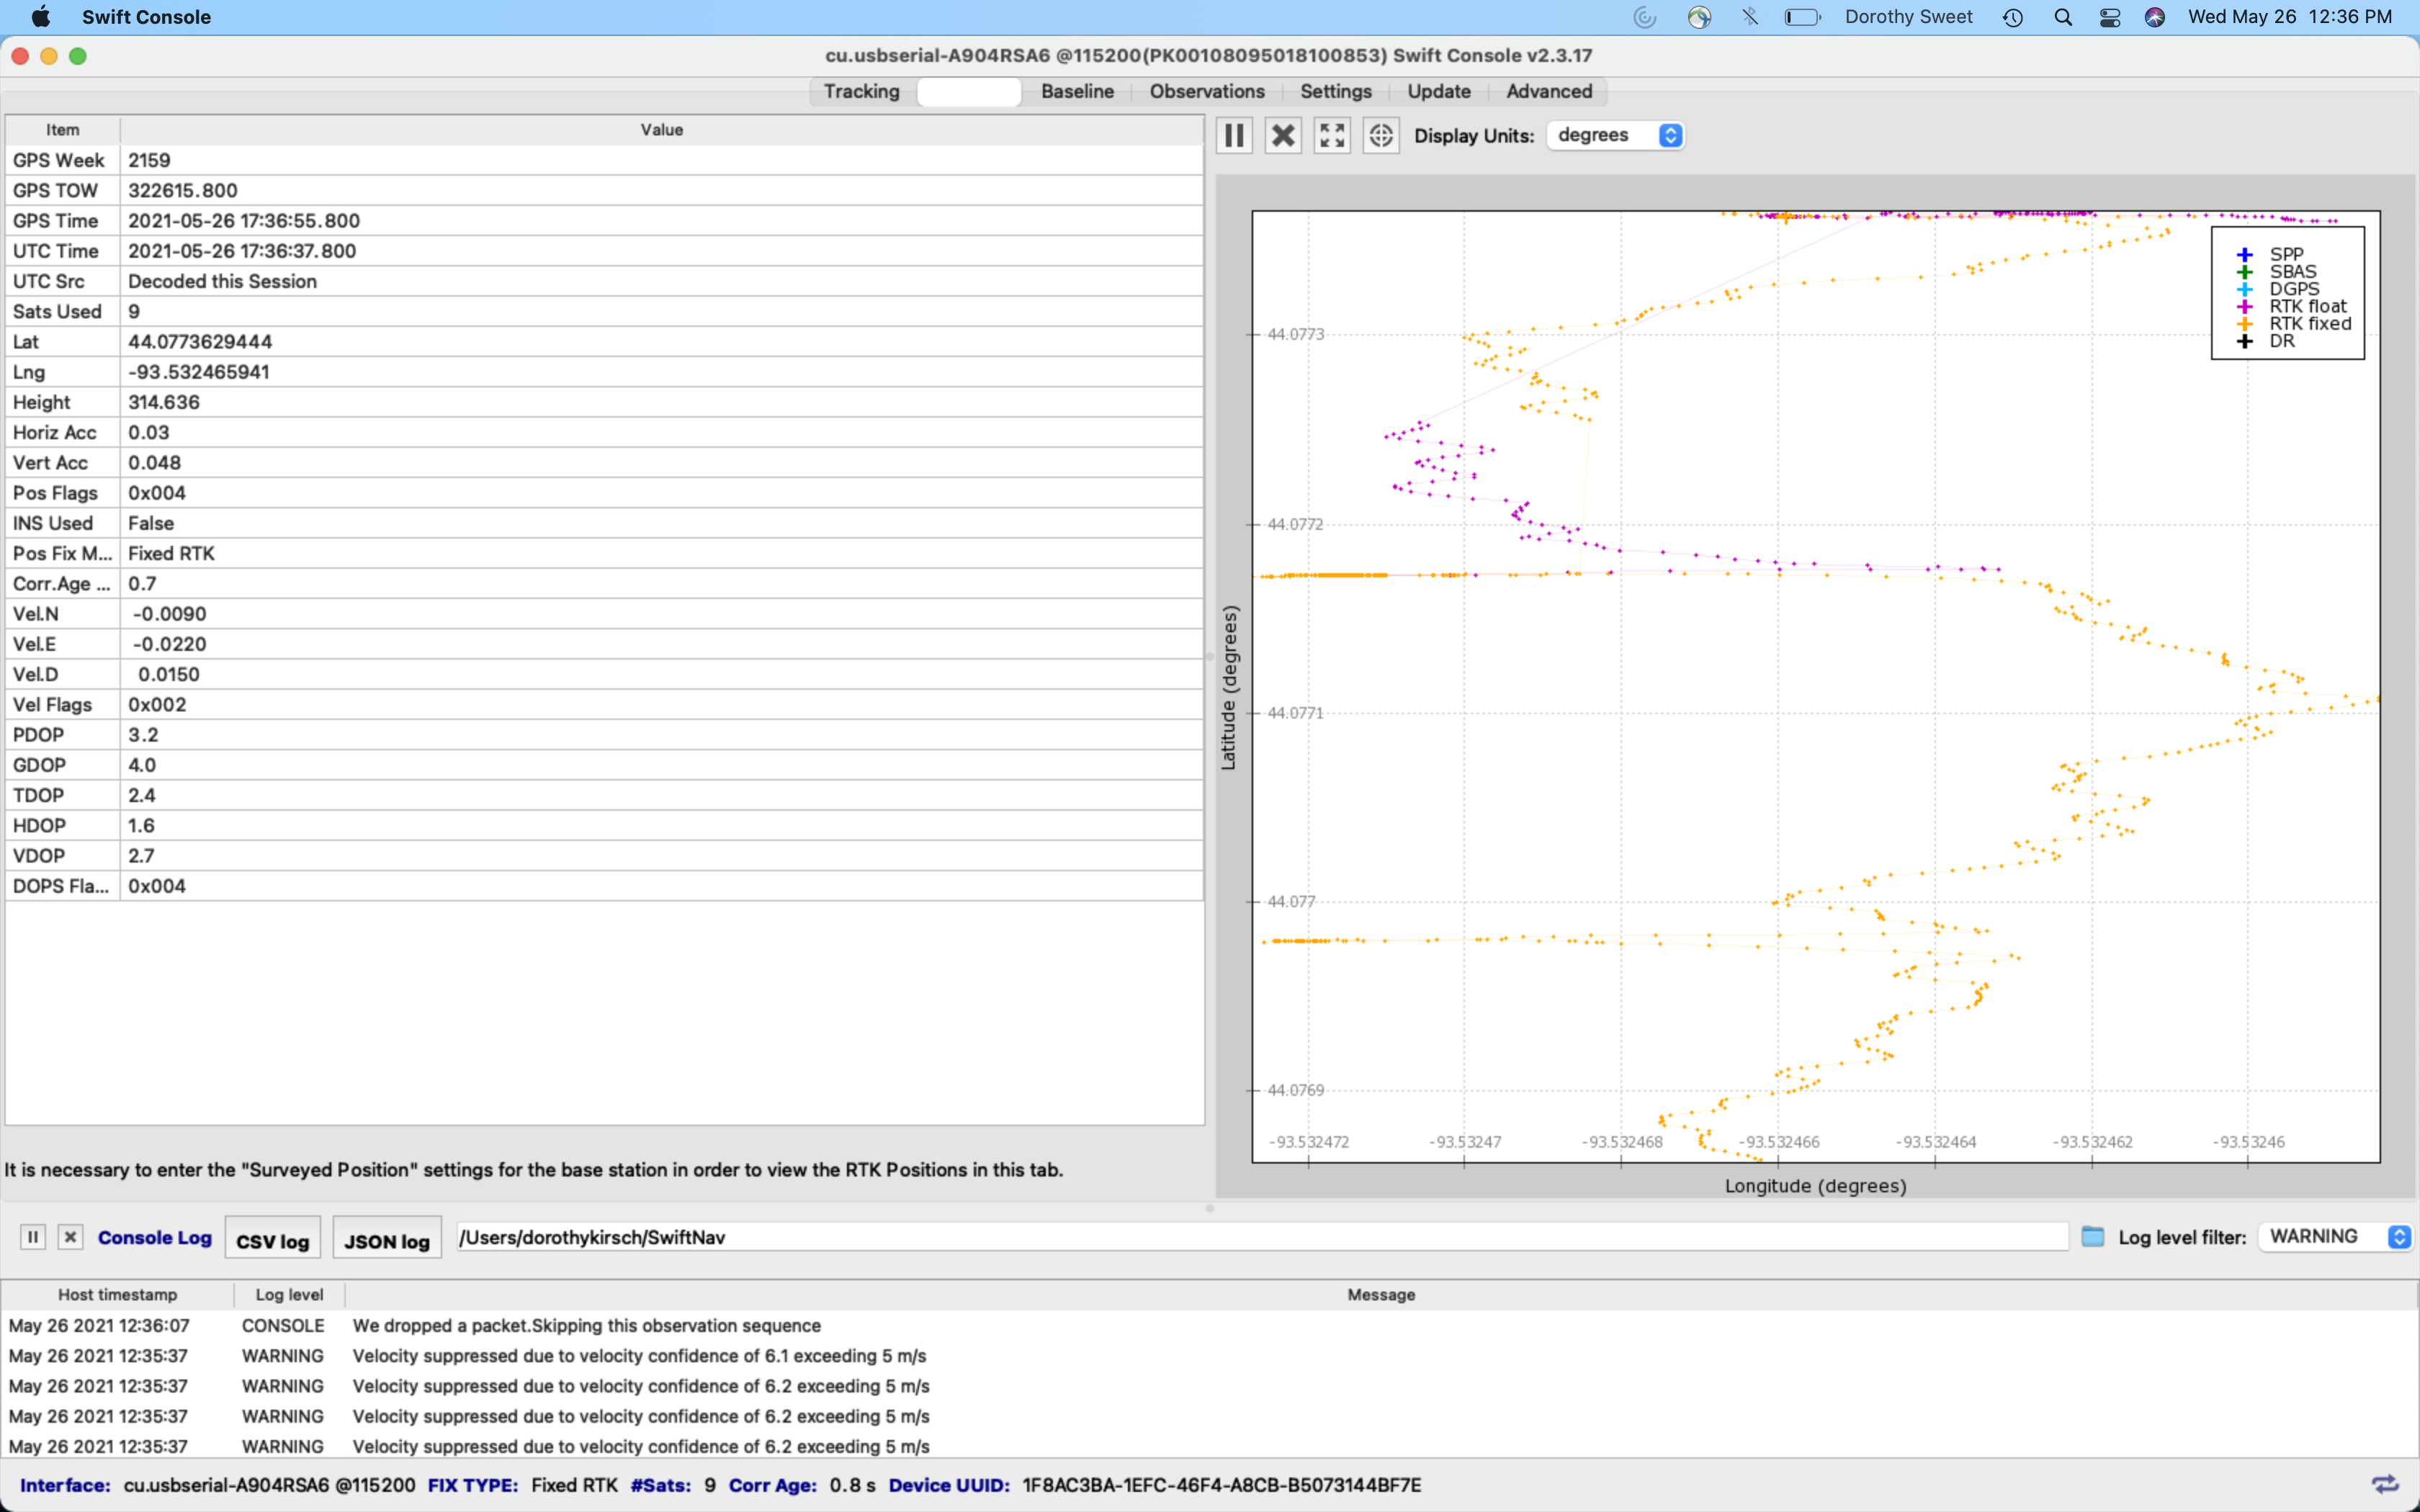 Swift Console
Dorothy Sweet
Wed May 26 12:36 PM
cu.usbserial-A904RSA6 @115200(PK00108095018100853) Swift Console v2.3.17
Tracking Baseline Observations Settings Update Advanced
Item Value
GPS Week 2159
GPS TOW 322615.800
GPS Time 2021-05-26 17:36:55.800
UTC Time 2021-05-26 17:36:37.800
UTC Src Decoded this Session
Sats Used 9
Lat 44.0773629444
Lng -93.532465941
Height 314.636
Horiz Acc 0.03
Vert Acc 0.048
Pos Flags 0x004
INS Used False
Pos Fix M... Fixed RTK
Corr.Age ... 0.7
Vel.N -0.0090
Vel.E -0.0220
Vel.D 0.0150
Vel Flags 0x002
PDOP 3.2
GDOP 4.0
TDOP 2.4
HDOP 1.6
VDOP 2.7
DOPS Fla... 0x004
It is necessary to enter the "Surveyed Position" settings for the base station in order to view the RTK Positions in this tab.
Display Units: degrees
SPP
SBAS
DGPS
RTK float
RTK fixed
DR
44.0773
44.0772
44.0771
44.077
44.0769
Latitude (degrees)
-93.532472 -93.53247 -93.532468 -93.532466 -93.532464 -93.532462 -93.53246
Longitude (degrees)
Console Log CSV log JSON log /Users/dorothykirsch/SwiftNav Log level filter: WARNING
Host timestamp Log level Message
May 26 2021 12:36:07 CONSOLE We dropped a packet.Skipping this observation sequence
May 26 2021 12:35:37 WARNING Velocity suppressed due to velocity confidence of 6.1 exceeding 5 m/s
May 26 2021 12:35:37 WARNING Velocity suppressed due to velocity confidence of 6.2 exceeding 5 m/s
May 26 2021 12:35:37 WARNING Velocity suppressed due to velocity confidence of 6.2 exceeding 5 m/s
May 26 2021 12:35:37 WARNING Velocity suppressed due to velocity confidence of 6.2 exceeding 5 m/s
Interface: cu.usbserial-A904RSA6 @115200 FIX TYPE: Fixed RTK #Sats: 9 Corr Age: 0.8 s Device UUID: 1F8AC3BA-1EFC-46F4-A8CB-B5073144BF7E